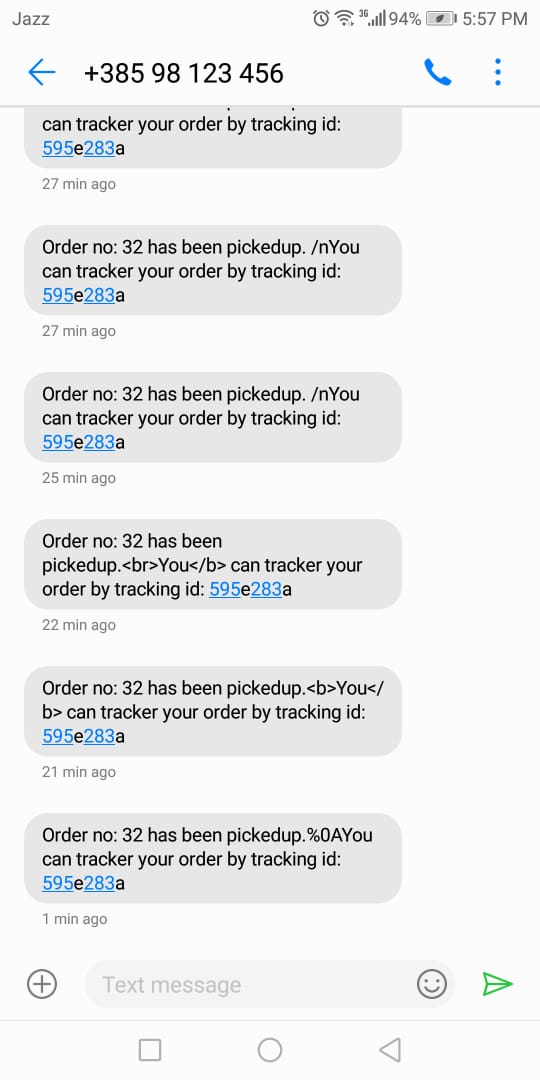 Jazz 3G 94% 5:57 PM
+385 98 123 456
can tracker your order by tracking id:
595e283a
27 min ago
Order no: 32 has been pickedup. /nYou
can tracker your order by tracking id:
595e283a
27 min ago
Order no: 32 has been pickedup. /nYou
can tracker your order by tracking id:
595e283a
25 min ago
Order no: 32 has been
pickedup.<br>You</b> can tracker your
order by tracking id: 595e283a
22 min ago
Order no: 32 has been pickedup.<b>You</
b> can tracker your order by tracking id:
595e283a
21 min ago
Order no: 32 has been pickedup.%0AYou
can tracker your order by tracking id:
595e283a
1 min ago
Text message